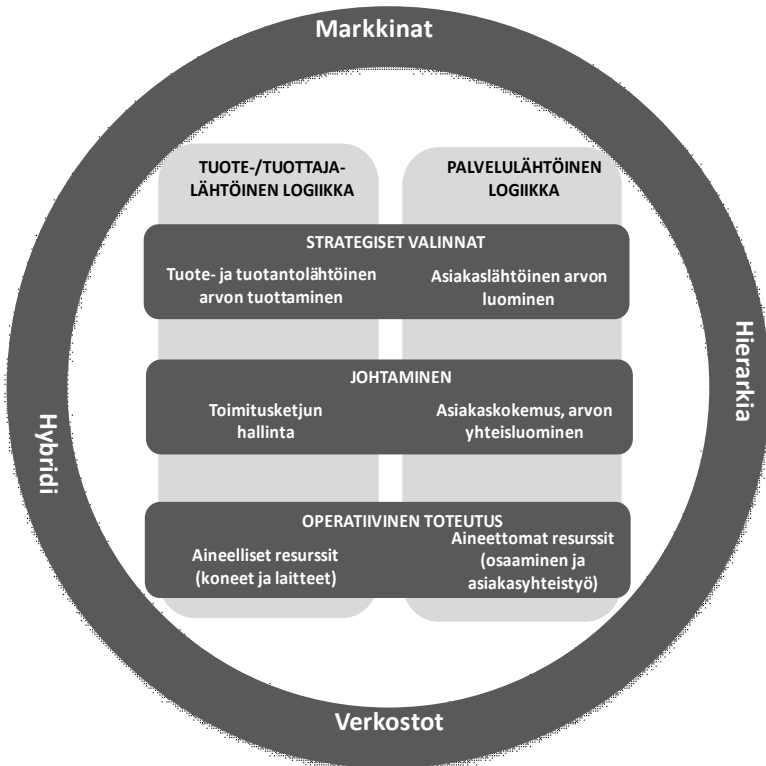 Markkinat
TUOTE-/TUOTTAJA-
LÄHTÖINEN LOGIIKKA
PALVELULÄHTÖINEN
LOGIIKKA
STRATEGISET VALINNAT
Tuote- ja tuotantolähtöinen
arvon tuottaminen
Asiakaslähtöinen arvon
luominen
JOHTAMINEN
Toimitusketjun
hallinta
Asiakaskokemus, arvon
yhteisluominen
OPERATIIVINEN TOTEUTUS
Aineelliset resurssit
(koneet ja laitteet)
Aineettomat resurssit
(osaaminen ja
asiakasyhteistyö)
Hierarkia
Hybridi
Verkostot